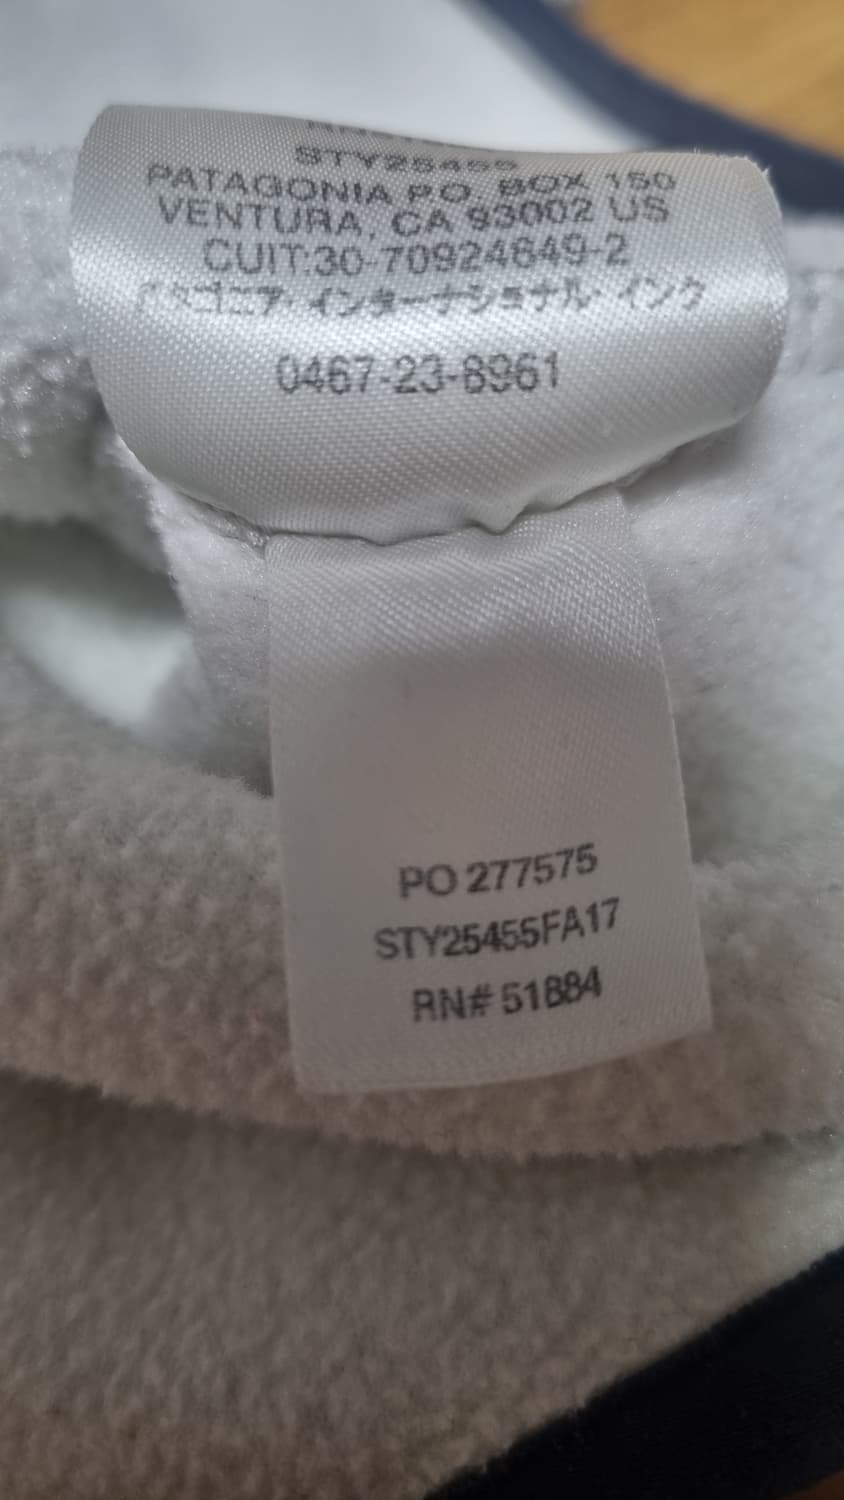 STY25455
PATAGONIA P.O. BOX 150
VENTURA, CA 93002 US
CUIT:30-70924849-2
パタゴニア・インターナショナル・インク
0467-23-8961
PO 277575
STY25455FA17
RN# 51884